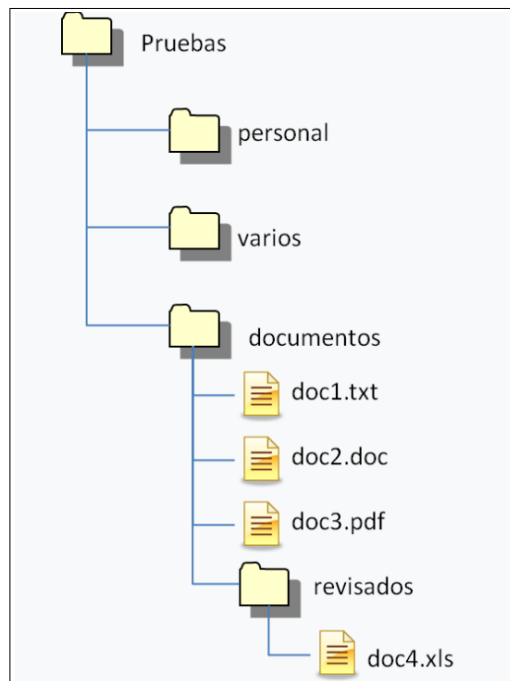 Pruebas
personal
varios
documentos
doc1.txt
doc2.doc
doc3.pdf
revisados
doc4.xls